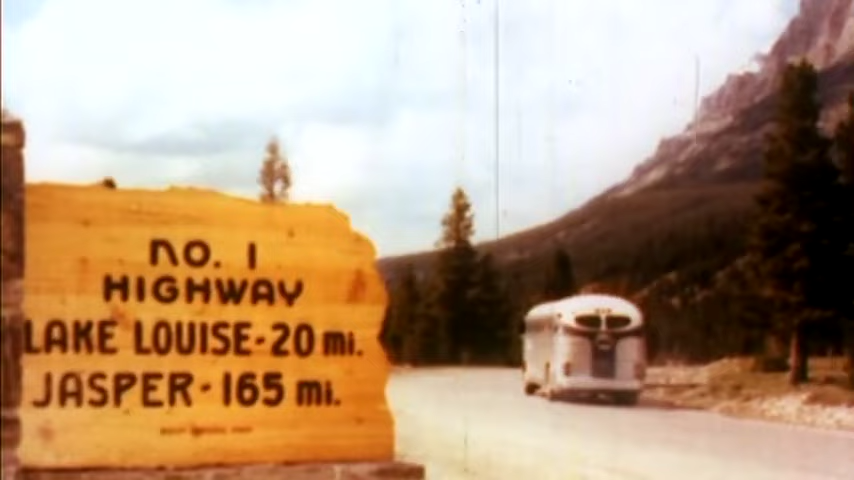 NO. 1
HIGHWAY
LAKE LOUISE - 20 mi.
JASPER - 165 mi.